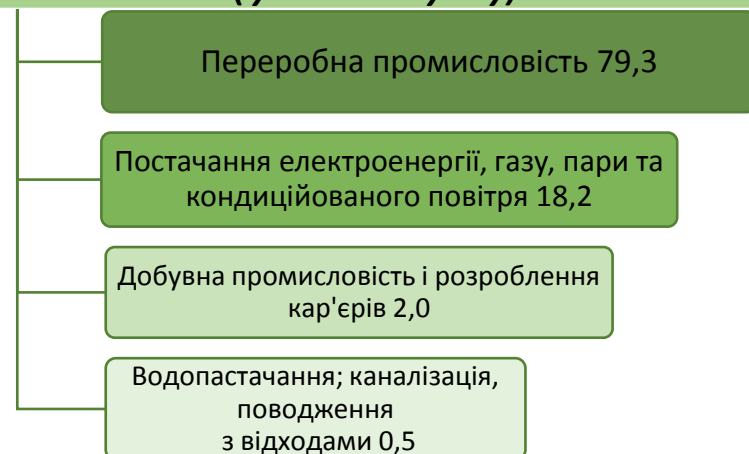 Переробна промисловість 79,3
Постачання електроенергії, газу, пари та
кондиційованого повітря 18,2
Добувна промисловість і розроблення
кар'єрів 2,0
Водопастачання; каналізація,
поводження
з відходами 0,5